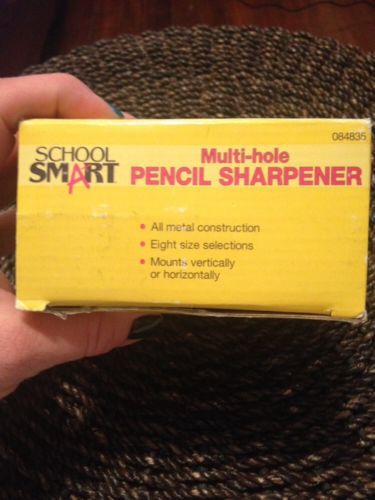 084835
SCHOOL
SMART
Multi-hole
PENCIL SHARPENER
• All metal construction
• Eight size selections
• Mounts vertically
or horizontally